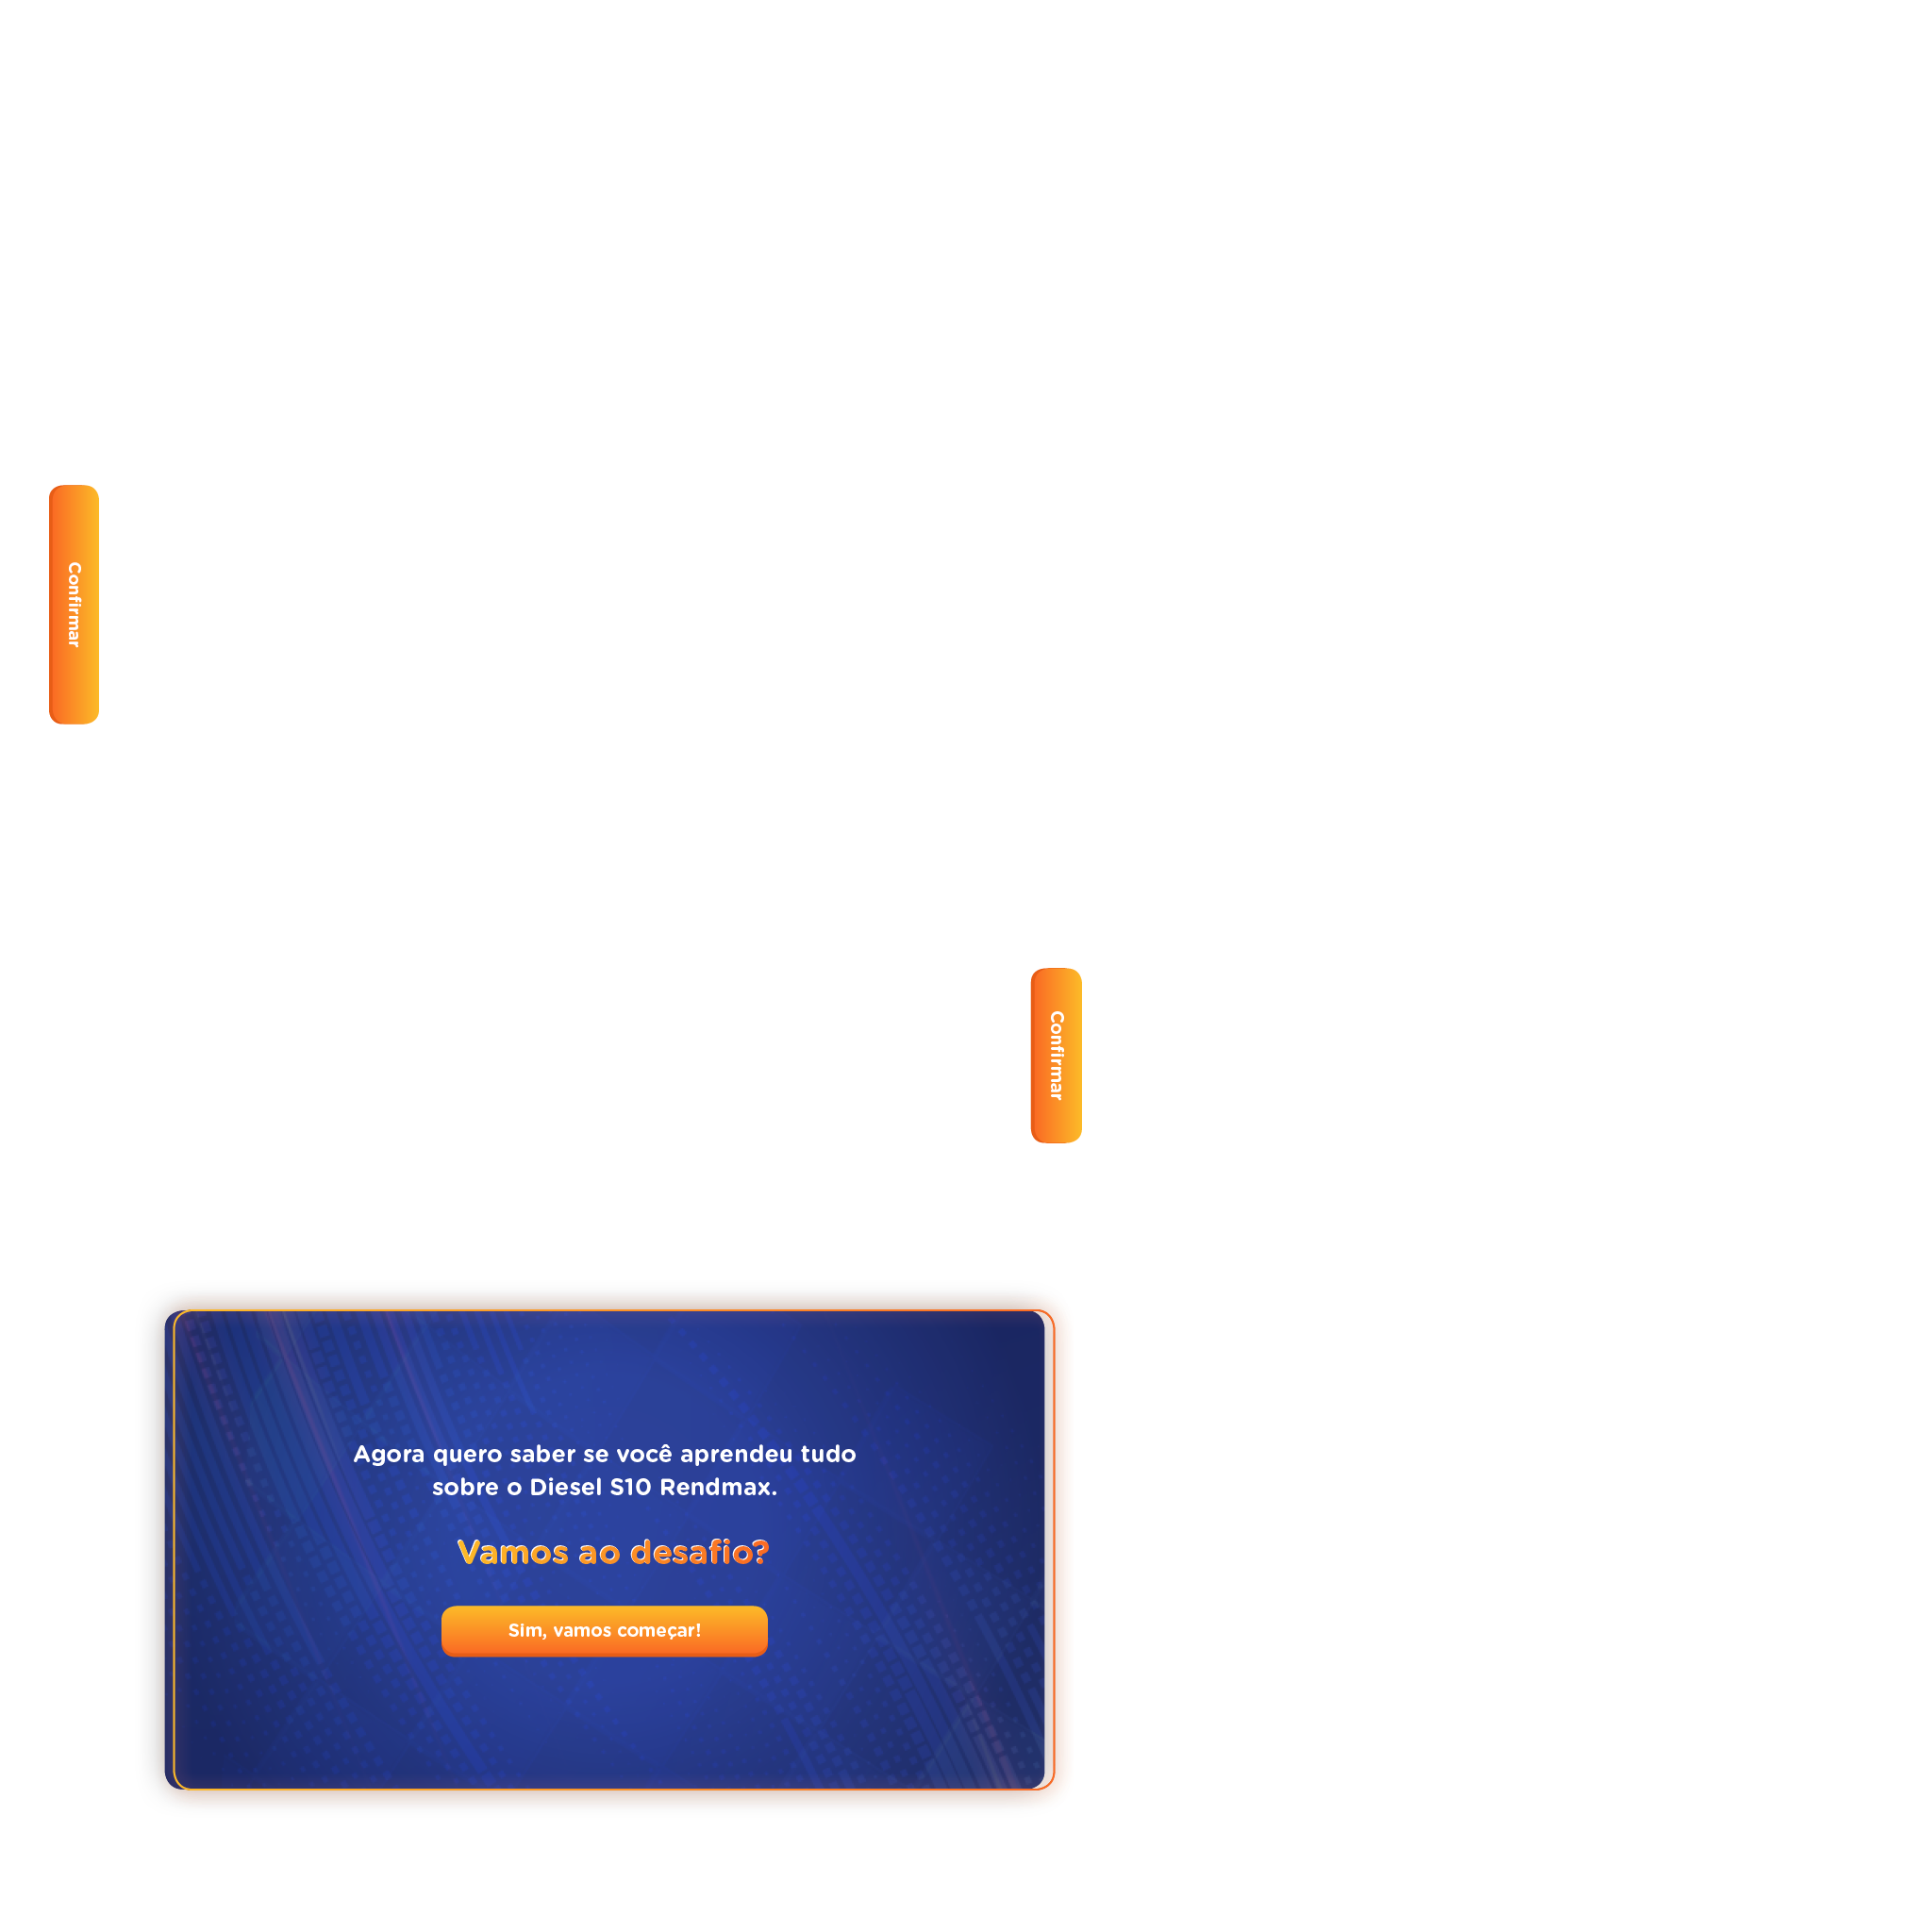 Confirmar
Confirmar
Agora quero saber se você aprendeu tudo
sobre o Diesel S10 Rendmax.
Vamos ao desafio?
Sim, vamos começar!